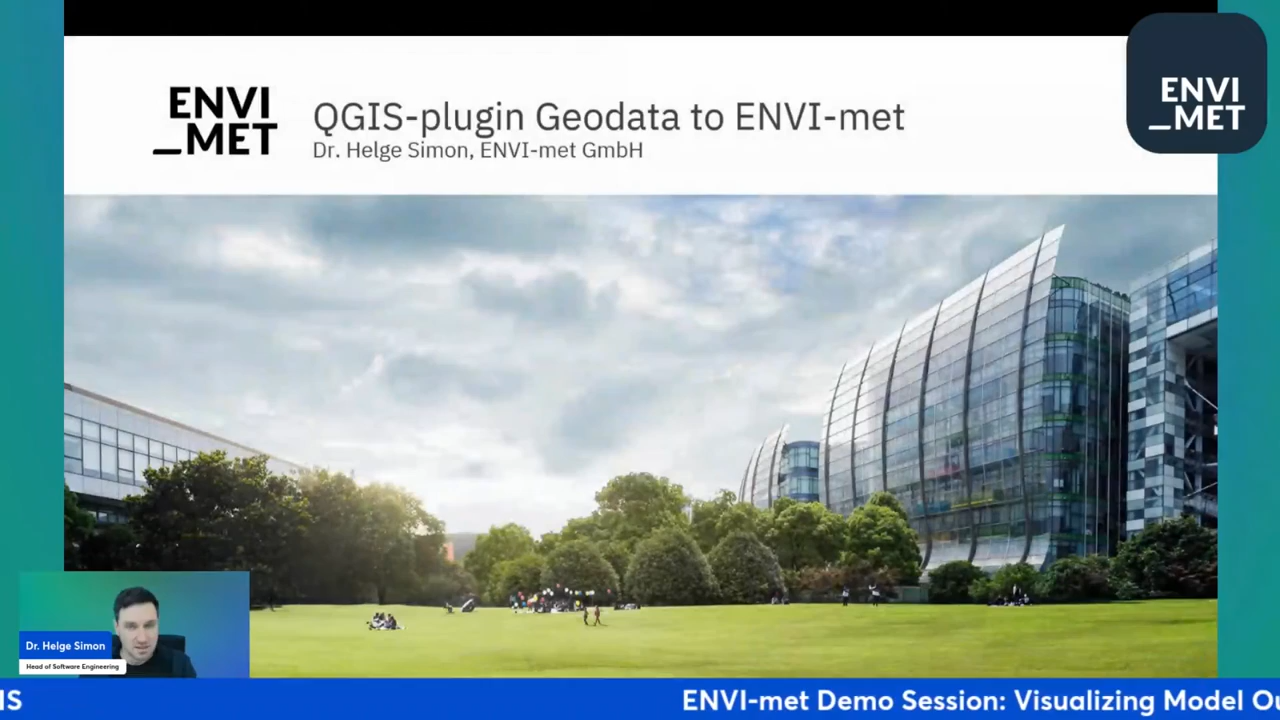 ENVI
_MET
QGIS-plugin Geodata to ENVI-met
Dr. Helge Simon, ENVI-met GmbH
ENVI
_MET
Dr. Helge Simon
Head of Software Engineering
IS
ENVI-met Demo Session: Visualizing Model Ou